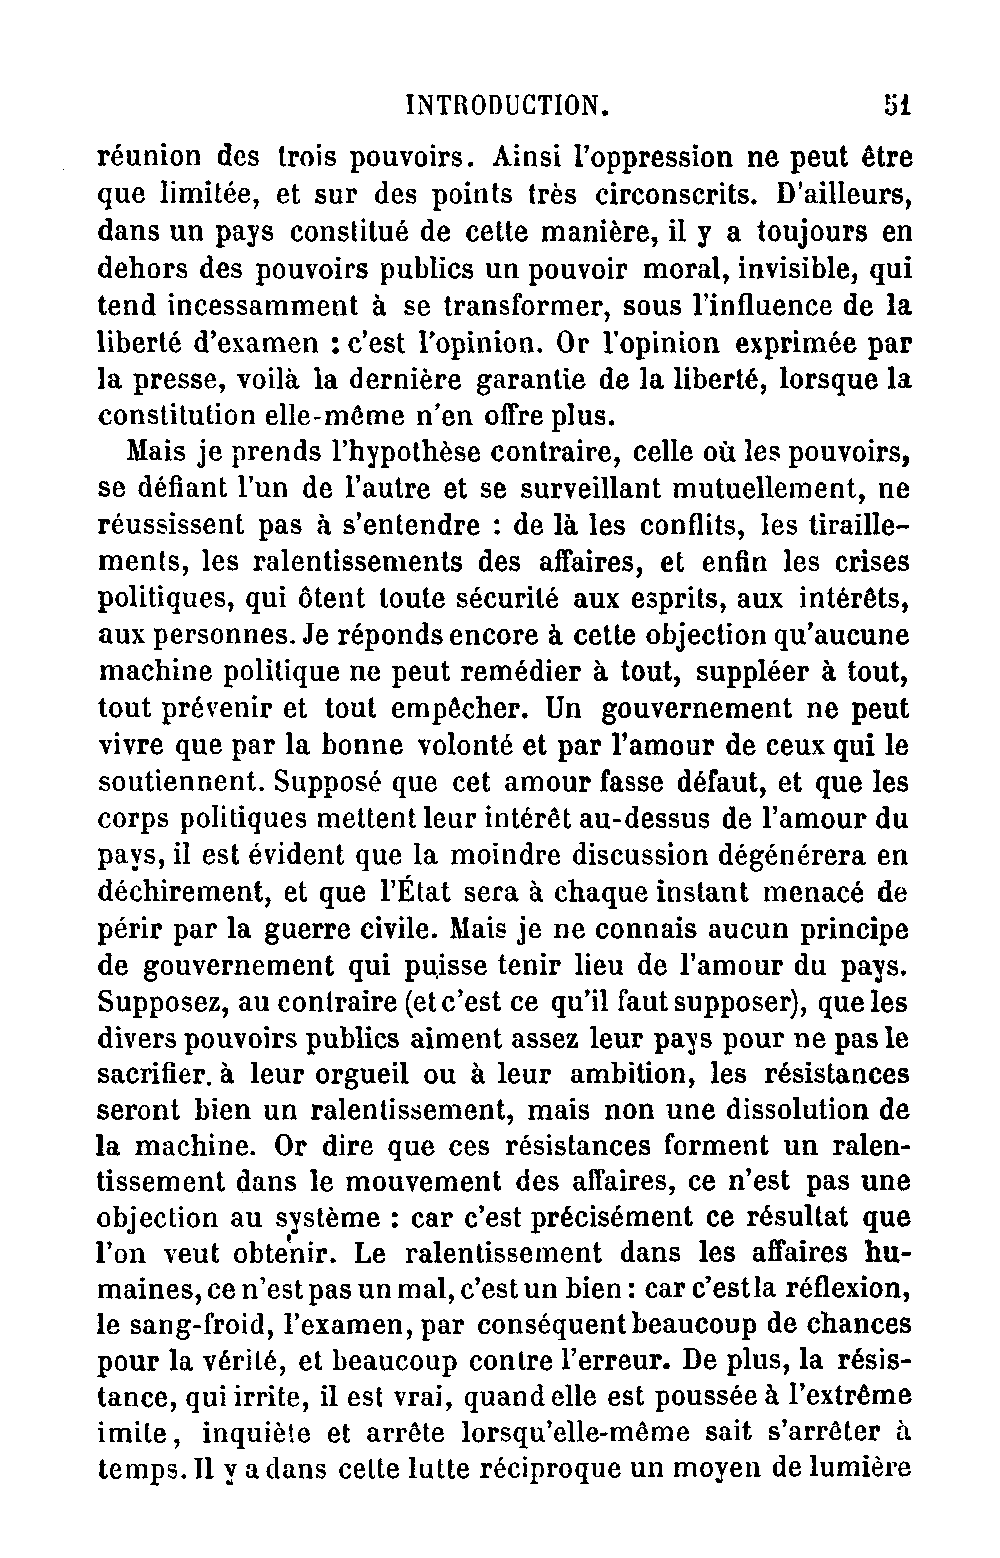 INTRODUCTION. 51
réunion des trois pouvoirs. Ainsi l'oppression ne peut être
que limitée, et sur des points très circonscrits. D'ailleurs,
dans un pays constitué de cette manière, il y a toujours en
dehors des pouvoirs publics un pouvoir moral, invisible, qui
tend incessamment à se transformer, sous l'influence de la
liberté d'examen : c'est l'opinion. Or l'opinion exprimée par
la presse, voilà la dernière garantie de la liberté, lorsque la
constitution elle-même n'en offre plus.
Mais je prends l'hypothèse contraire, celle où les pouvoirs,
se défiant l'un de l'autre et se surveillant mutuellement, ne
réussissent pas à s'entendre : de là les conflits, les tiraille-
ments, les ralentissements des affaires, et enfin les crises
politiques, qui ôtent toute sécurité aux esprits, aux intérêts,
aux personnes. Je réponds encore à cette objection qu'aucune
machine politique ne peut remédier à tout, suppléer à tout,
tout prévenir et tout empêcher. Un gouvernement ne peut
vivre que par la bonne volonté et par l'amour de ceux qui le
soutiennent. Supposé que cet amour fasse défaut, et que les
corps politiques mettent leur intérêt au-dessus de l'amour du
pays, il est évident que la moindre discussion dégénérera en
déchirement, et que l'État sera à chaque instant menacé de
périr par la guerre civile. Mais je ne connais aucun principe
de gouvernement qui puisse tenir lieu de l'amour du pays.
Supposez, au contraire (et c'est ce qu'il faut supposer), que les
divers pouvoirs publics aiment assez leur pays pour ne pas le
sacrifier. à leur orgueil ou à leur ambition, les résistances
seront bien un ralentissement, mais non une dissolution de
la machine. Or dire que ces résistances forment un ralen-
tissement dans le mouvement des affaires, ce n'est pas une
objection au système : car c'est précisément ce résultat que
l'on veut obtenir. Le ralentissement dans les affaires hu-
maines, ce n'est pas un mal, c'est un bien : car c'est la réflexion,
le sang-froid, l'examen, par conséquent beaucoup de chances
pour la vérité, et beaucoup contre l'erreur. De plus, la résis-
tance, qui irrite, il est vrai, quand elle est poussée à l'extrême
imite, inquiète et arrête lorsqu'elle-même sait s'arrêter à
temps. Il y a dans cette lutte réciproque un moyen de lumière